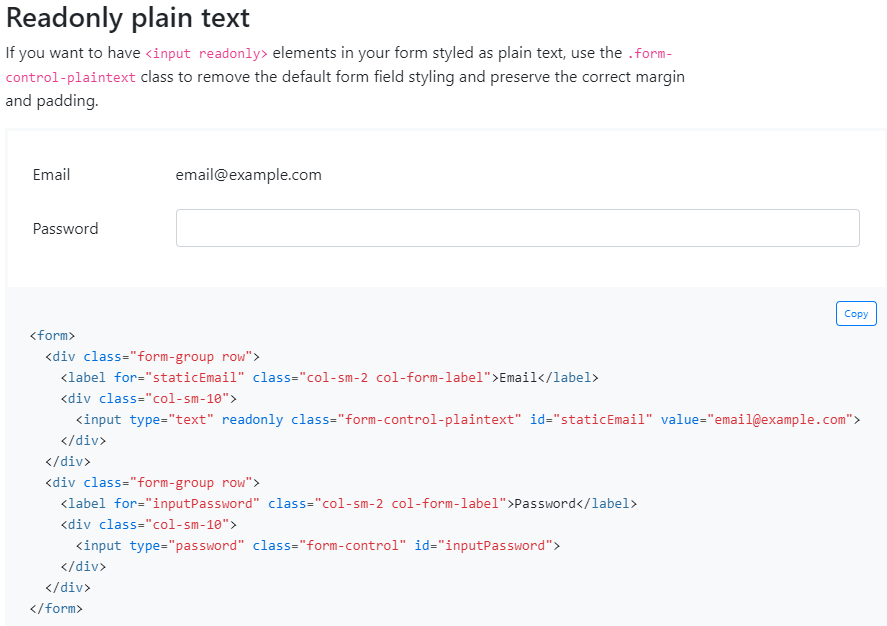 Readonly plain text
If you want to have <input readonly> elements in your form styled as plain text, use the .form-
control-plaintext class to remove the default form field styling and preserve the correct margin
and padding.
Email email@example.com
Password
Copy
<form>
  <div class="form-group row">
    <label for="staticEmail" class="col-sm-2 col-form-label">Email</label>
    <div class="col-sm-10">
      <input type="text" readonly class="form-control-plaintext" id="staticEmail" value="email@example.com">
    </div>
  </div>
  <div class="form-group row">
    <label for="inputPassword" class="col-sm-2 col-form-label">Password</label>
    <div class="col-sm-10">
      <input type="password" class="form-control" id="inputPassword">
    </div>
  </div>
</form>